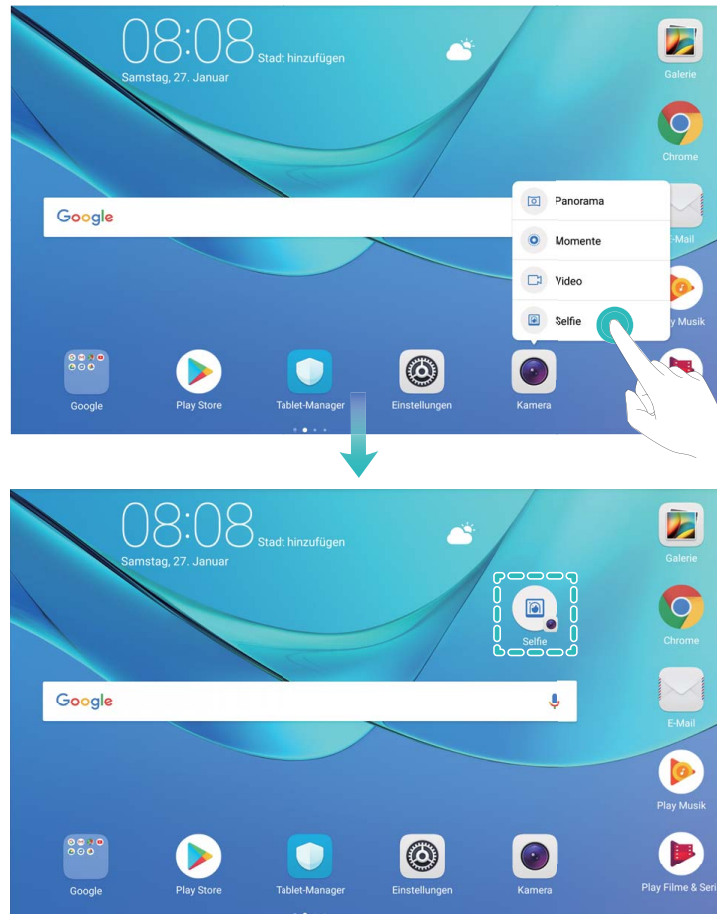 08:08 Stad: hinzufügen
Samstag, 27. Januar
Galerie
Chrome
Google
Panorama
Momente
Video
Selfie
E-Mail
y Musik
Google
Play Store
Tablet-Manager
Einstellungen
Kamera
08:08 Stad: hinzufügen
Samstag, 27. Januar
Galerie
Selfie
Chrome
Google
E-Mail
Play Musik
Google
Play Store
Tablet-Manager
Einstellungen
Kamera
Play Filme & Seri